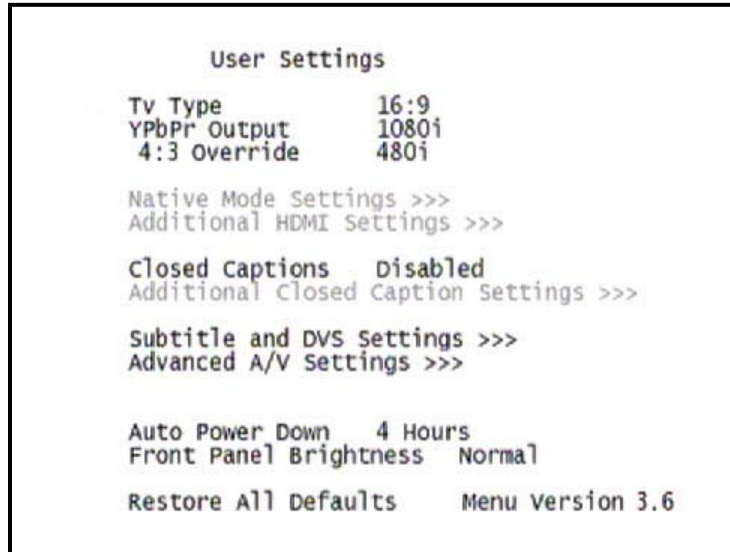 User Settings
Tv Type 16:9
YPbPr Output 1080i
4:3 Override 480i
Native Mode Settings >>>
Additional HDMI Settings >>>
Closed Captions Disabled
Additional Closed Caption Settings >>>
Subtitle and DVS Settings >>>
Advanced A/V Settings >>>
Auto Power Down 4 Hours
Front Panel Brightness Normal
Restore All Defaults Menu Version 3.6